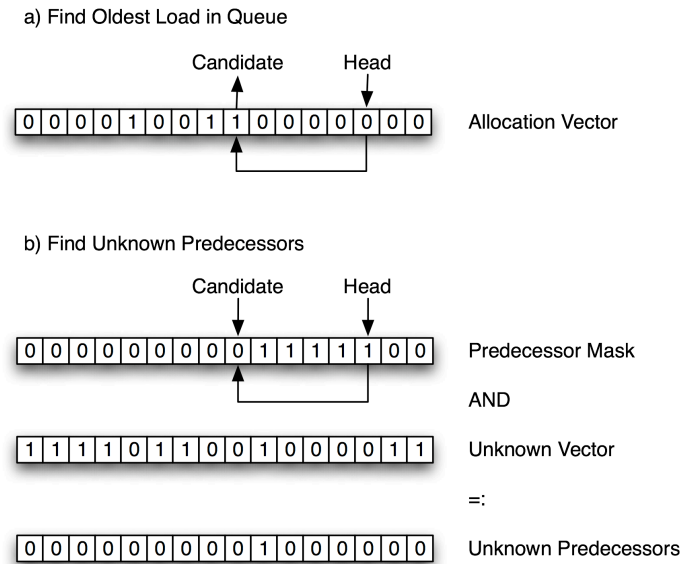 a) Find Oldest Load in Queue
Candidate Head
0 0 0 0 1 0 0 1 1 0 0 0 0 0 0 0 Allocation Vector
b) Find Unknown Predecessors
Candidate Head
0 0 0 0 0 0 0 0 0 1 1 1 1 1 0 0 Predecessor Mask
AND
1 1 1 1 0 1 1 0 0 1 0 0 0 0 1 1 Unknown Vector
=:
0 0 0 0 0 0 0 0 0 1 0 0 0 0 0 0 Unknown Predecessors